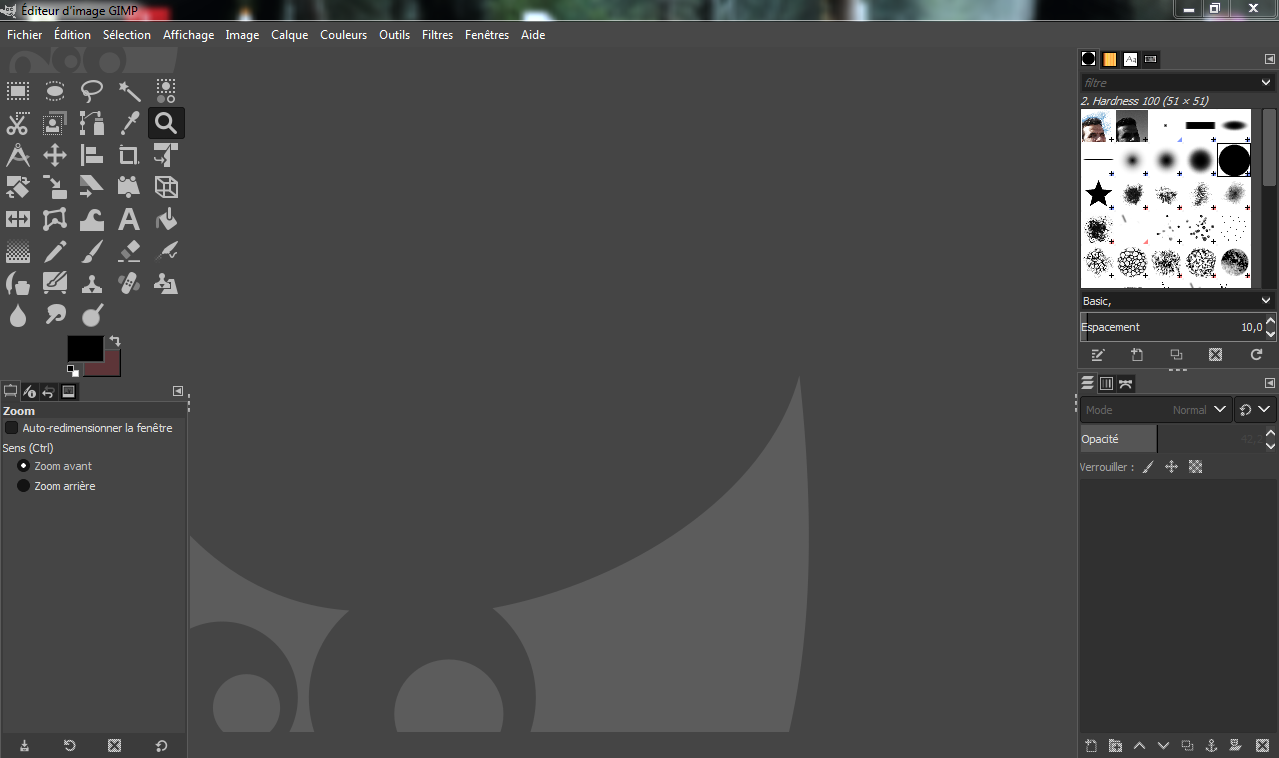 Éditeur d'image GIMP
Fichier Édition Sélection Affichage Image Calque Couleurs Outils Filtres Fenêtres Aide
Aa
filtre
2. Hardness 100 (51 × 51)
A
Basic,
Espacement 10,0
Zoom
Auto-redimensionner la fenêtre
Sens (Ctrl)
Zoom avant
Zoom arrière
Mode Normal
Opacité
Verrouiller :